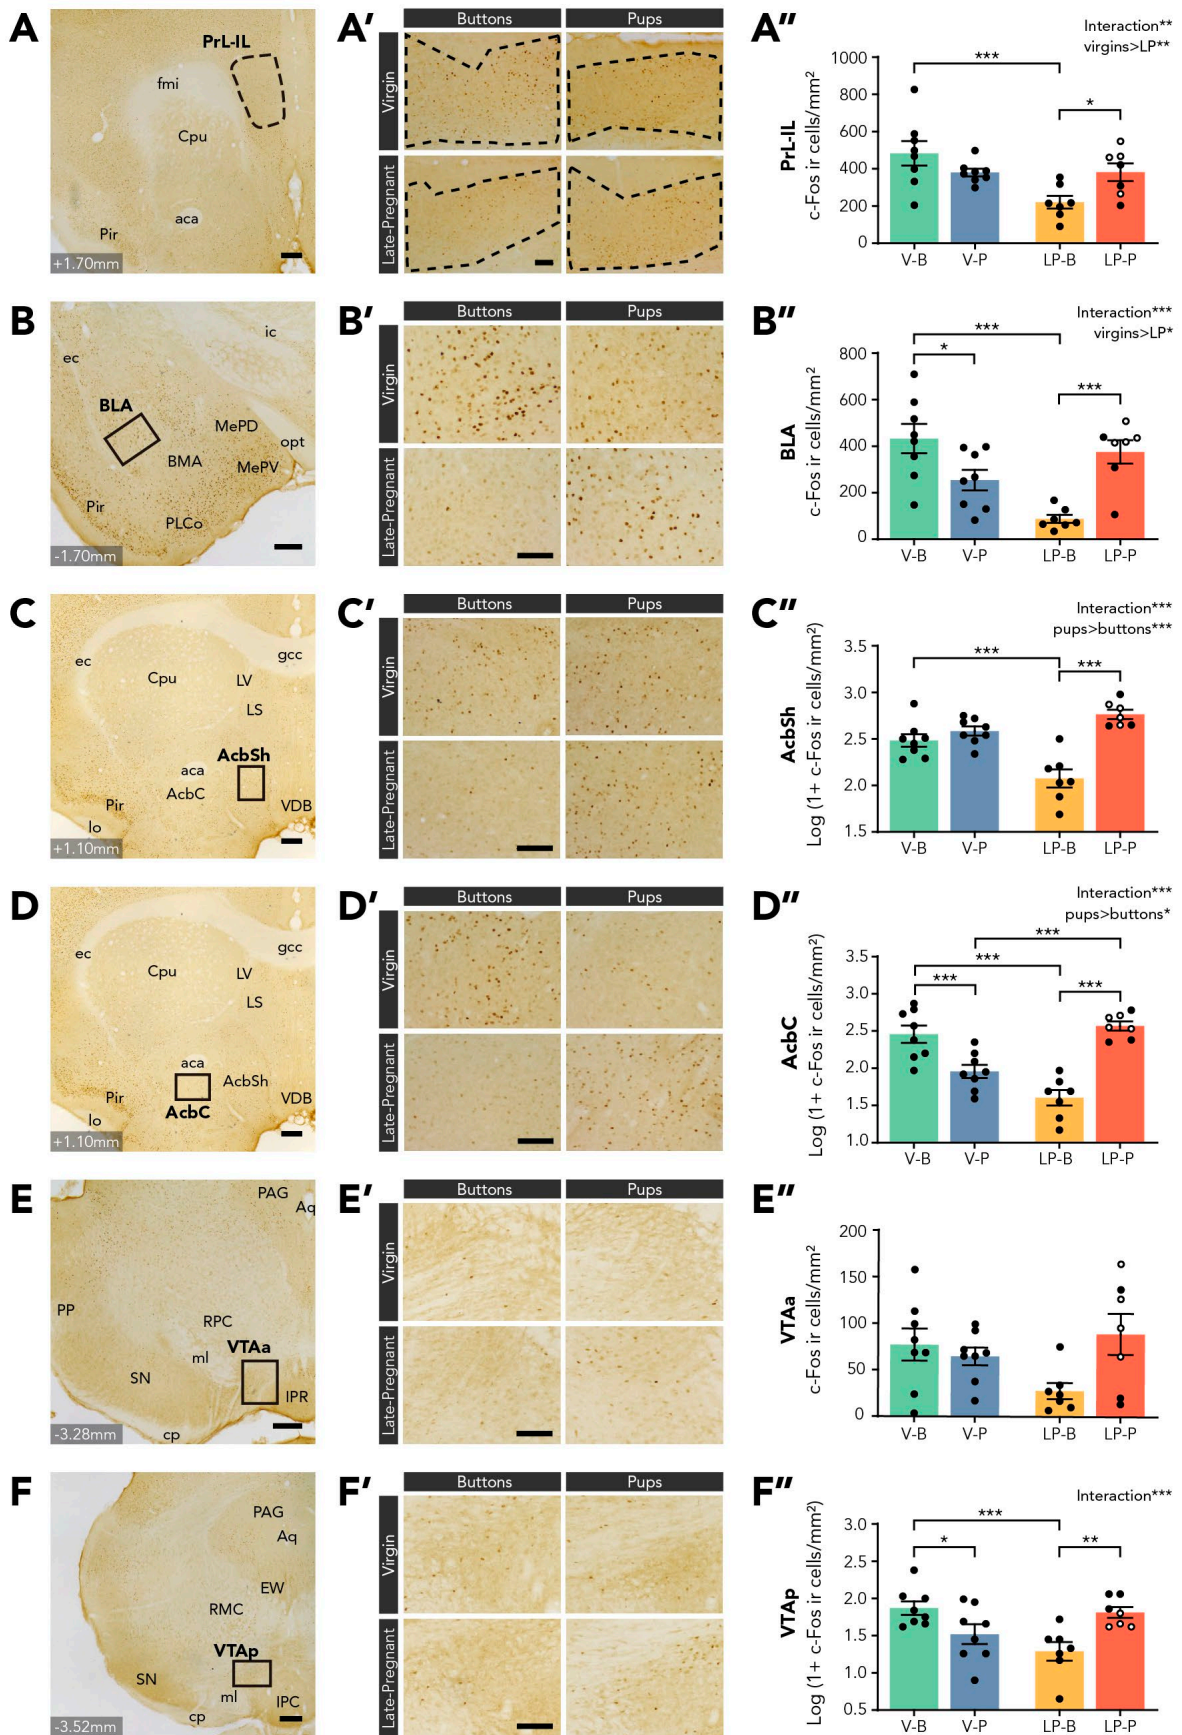 A
PrL-IL
fmi
Cpu
aca
Pir
+1.70mm
A′
Buttons
Pups
Virgin
Late-Pregnant
A″
Interaction**
virgins>LP**
PrL-IL
c-Fos ir cells/mm²
1000
800
600
400
200
0
***
*
V-B
V-P
LP-B
LP-P
B
ic
ec
BLA
MePD
opt
BMA
MePV
Pir
PLCo
-1.70mm
B′
Buttons
Pups
Virgin
Late-Pregnant
B″
Interaction***
virgins>LP*
BLA
c-Fos ir cells/mm²
800
600
400
200
0
***
*
***
V-B
V-P
LP-B
LP-P
C
ec
gcc
Cpu
LV
LS
AcbSh
aca
AcbC
Pir
VDB
lo
+1.10mm
C′
Buttons
Pups
Virgin
Late-Pregnant
C″
Interaction***
pups>buttons***
AcbSh
Log (1+ c-Fos ir cells/mm²)
3.5
3.0
2.5
2.0
1.5
***
***
V-B
V-P
LP-B
LP-P
D
ec
gcc
Cpu
LV
LS
aca
AcbSh
Pir
AcbC
VDB
lo
+1.10mm
D′
Buttons
Pups
Virgin
Late-Pregnant
D″
Interaction***
pups>buttons*
AcbC
Log (1+ c-Fos ir cells/mm²)
3.5
3.0
2.5
2.0
1.5
1.0
***
***
***
***
V-B
V-P
LP-B
LP-P
E
PAG
Aq
PP
RPC
VTAa
ml
SN
IPR
cp
-3.28mm
E′
Buttons
Pups
Virgin
Late-Pregnant
E″
VTAa
c-Fos ir cells/mm²
200
150
100
50
0
V-B
V-P
LP-B
LP-P
F
PAG
Aq
EW
RMC
VTAp
SN
ml
IPC
cp
-3.52mm
F′
Buttons
Pups
Virgin
Late-Pregnant
F″
Interaction***
VTAp
Log (1+ c-Fos ir cells/mm²)
3.0
2.5
2.0
1.5
1.0
0.5
***
*
**
V-B
V-P
LP-B
LP-P